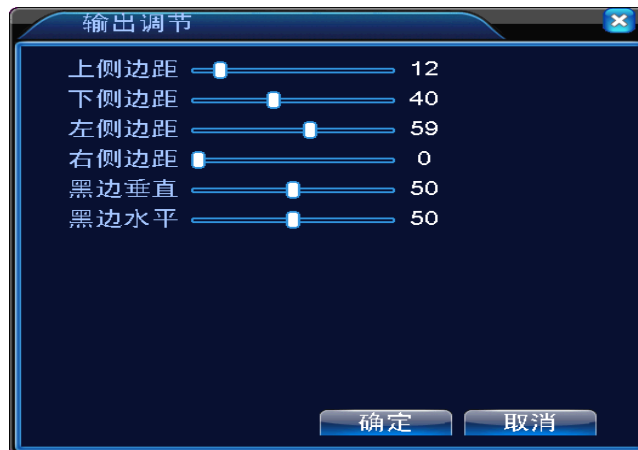 输出调节
上侧边距 12
下侧边距 40
左侧边距 59
右侧边距 0
黑边垂直 50
黑边水平 50
确定 取消